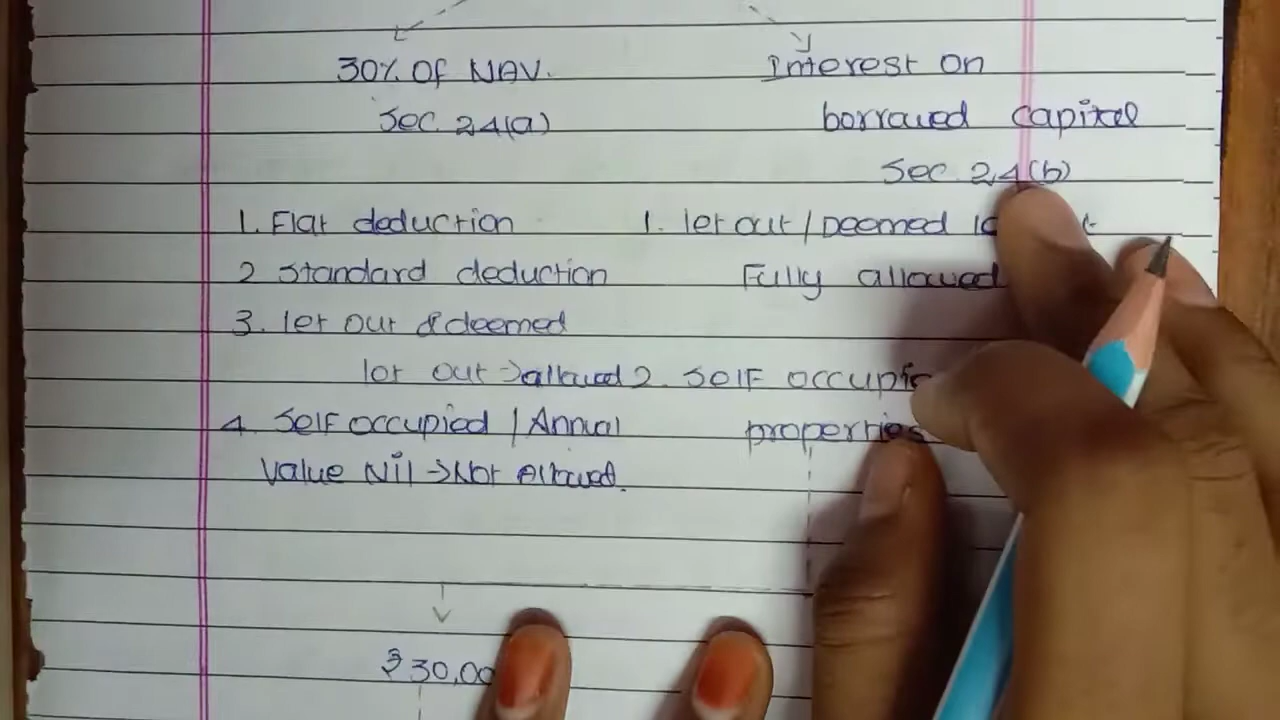 30% OF NAV.
Sec 24(a)
1. Flat deduction
2 Standard deduction
3. let out & deemed
let out → allowed
4. Self occupied / Annual
Value Nil → Not Allowed.
Interest on
borrowed capital
Sec 24(b)
1. let out / Deemed
Fully allowed
2. Self
properties
₹30,00